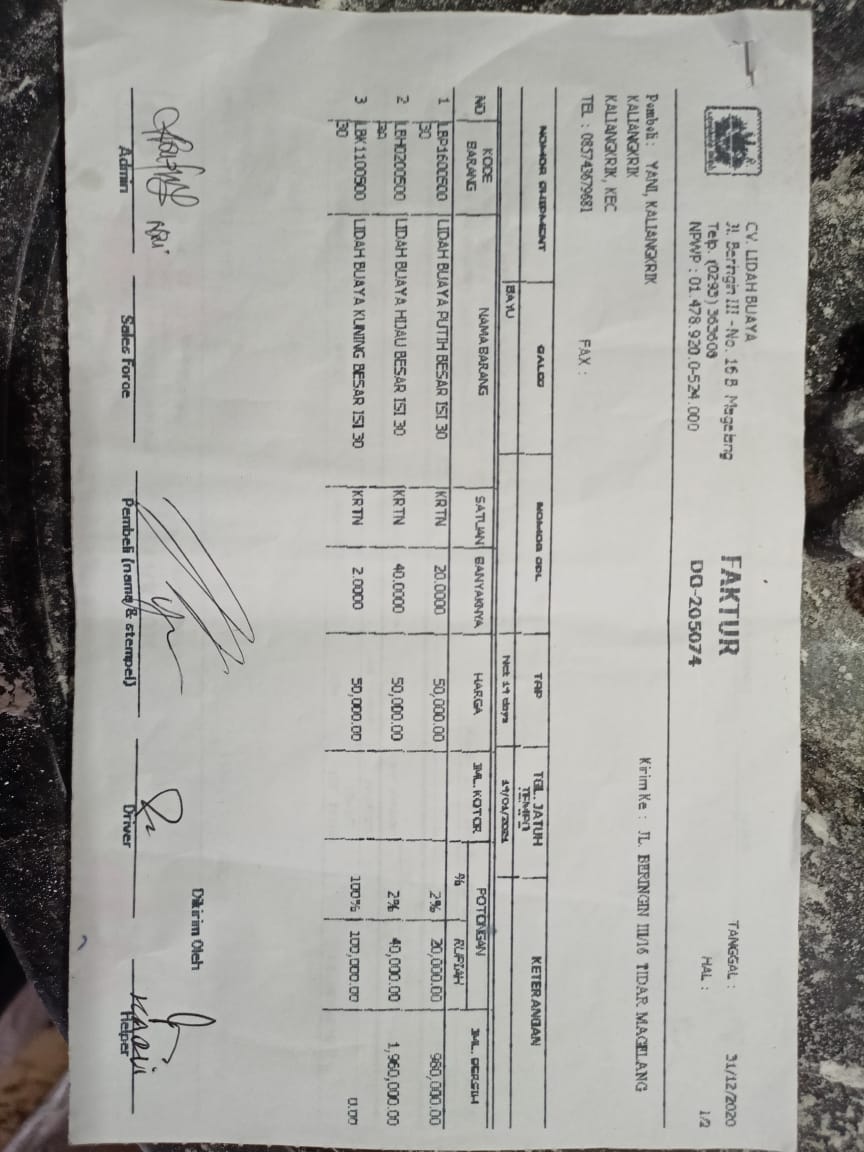 CV. LIDAH BUAYA
Jl. Beringin III - No. 16 B Magelang
Telp. (0293) 363608
NPWP : 01.478.920.0-524.000
FAKTUR
DO-205074
TANGGAL : 31/12/2020
HAL : 1/2
Pembeli : YANI, KALIANGKRIK
KALIANGKRIK
KALIANGKRIK, KEC
TEL : 085743679681 FAX :
Kirim Ke : JL. BERINGIN III/16 TIDAR MAGELANG
NOMOR SHIPMENT SALES NOMOR TGL. JATUH TEMPO KETERANGAN
BAYU Net 14 days 14/01/2021
NO KODE BARANG NAMA BARANG SATUAN BANYAKNYA HARGA JML. KOTOR POTONGAN JML. BERSIH
% RUPIAH
1 LBP1600500 LIDAH BUAYA PUTIH BESAR ISI 30 KRTN 20.0000 50,000.00 2% 20,000.00 980,000.00
30
2 LBH0200500 LIDAH BUAYA HIJAU BESAR ISI 30 KRTN 40.0000 50,000.00 2% 40,000.00 1,960,000.00
30
3 LBK1100500 LIDAH BUAYA KUNING BESAR ISI 30 KRTN 2.0000 50,000.00 100% 100,000.00 0.00
30
Dikirim Oleh
Admin Sales Force Pembeli (nama & stempel) Driver Helper